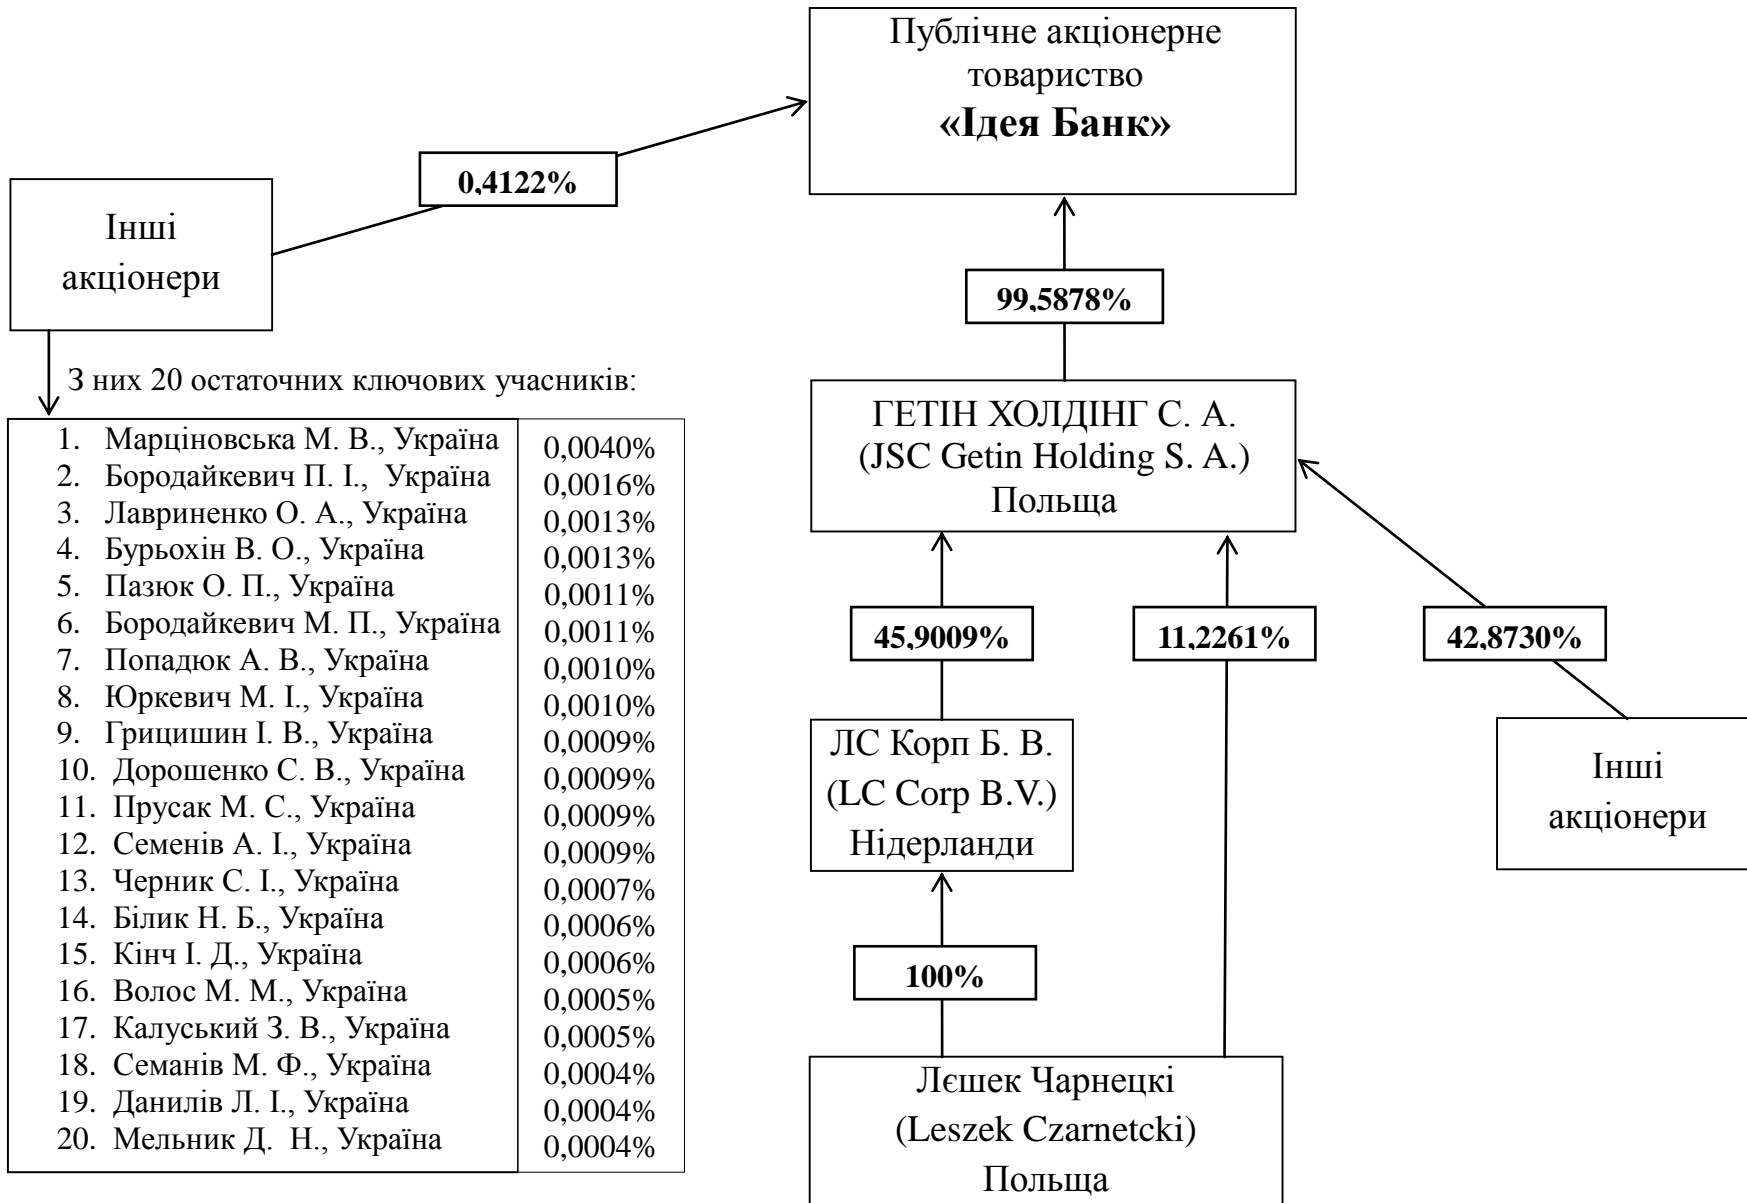 Публічне акціонерне
товариство
«Ідея Банк»
0,4122%
Інші
акціонери
99,5878%
З них 20 остаточних ключових учасників:
1. Марціновська М. В., Україна 0,0040%
2. Бородайкевич П. І., Україна 0,0016%
3. Лавриненко О. А., Україна 0,0013%
4. Бурьохін В. О., Україна 0,0013%
5. Пазюк О. П., Україна 0,0011%
6. Бородайкевич М. П., Україна 0,0011%
7. Попадюк А. В., Україна 0,0010%
8. Юркевич М. І., Україна 0,0010%
9. Грицишин І. В., Україна 0,0009%
10. Дорошенко С. В., Україна 0,0009%
11. Прусак М. С., Україна 0,0009%
12. Семенів А. І., Україна 0,0009%
13. Черник С. І., Україна 0,0007%
14. Білик Н. Б., Україна 0,0006%
15. Кінч І. Д., Україна 0,0006%
16. Волос М. М., Україна 0,0005%
17. Калуський З. В., Україна 0,0005%
18. Семанів М. Ф., Україна 0,0004%
19. Данилів Л. І., Україна 0,0004%
20. Мельник Д. Н., Україна 0,0004%
ГЕТІН ХОЛДІНГ С. А.
(JSC Getin Holding S. A.)
Польща
45,9009%
11,2261%
42,8730%
ЛС Корп Б. В.
(LC Corp B.V.)
Нідерланди
Інші
акціонери
100%
Лєшек Чарнецкі
(Leszek Czarnetcki)
Польща